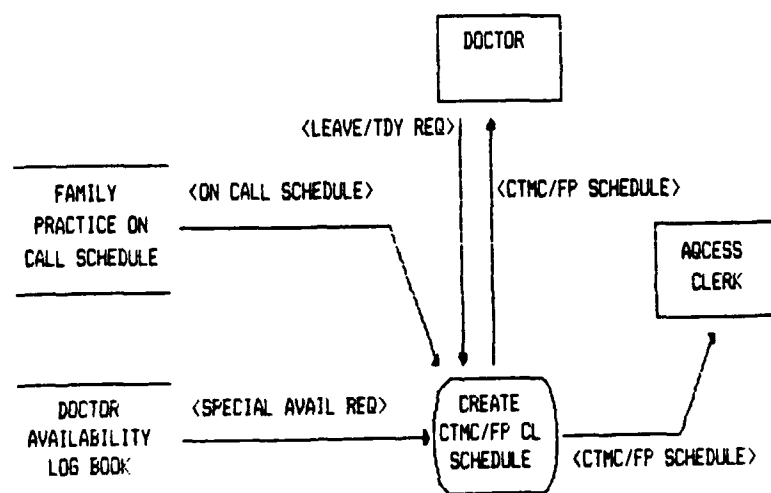 DOCTOR
<LEAVE/TDY REQ>
<CTMC/FP SCHEDULE>
FAMILY
PRACTICE ON
CALL SCHEDULE
<ON CALL SCHEDULE>
AQCESS
CLERK
DOCTOR
AVAILABILITY
LOG BOOK
<SPECIAL AVAIL REQ>
CREATE
CTMC/FP CL
SCHEDULE
<CTMC/FP SCHEDULE>